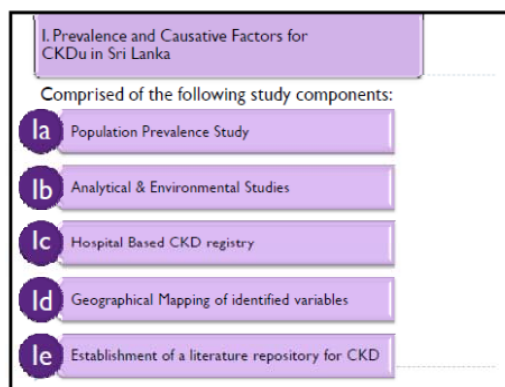 I. Prevalence and Causative Factors for
CKDu in Sri Lanka
Comprised of the following study components:
Ia Population Prevalence Study
Ib Analytical & Environmental Studies
Ic Hospital Based CKD registry
Id Geographical Mapping of identified variables
Ie Establishment of a literature repository for CKD